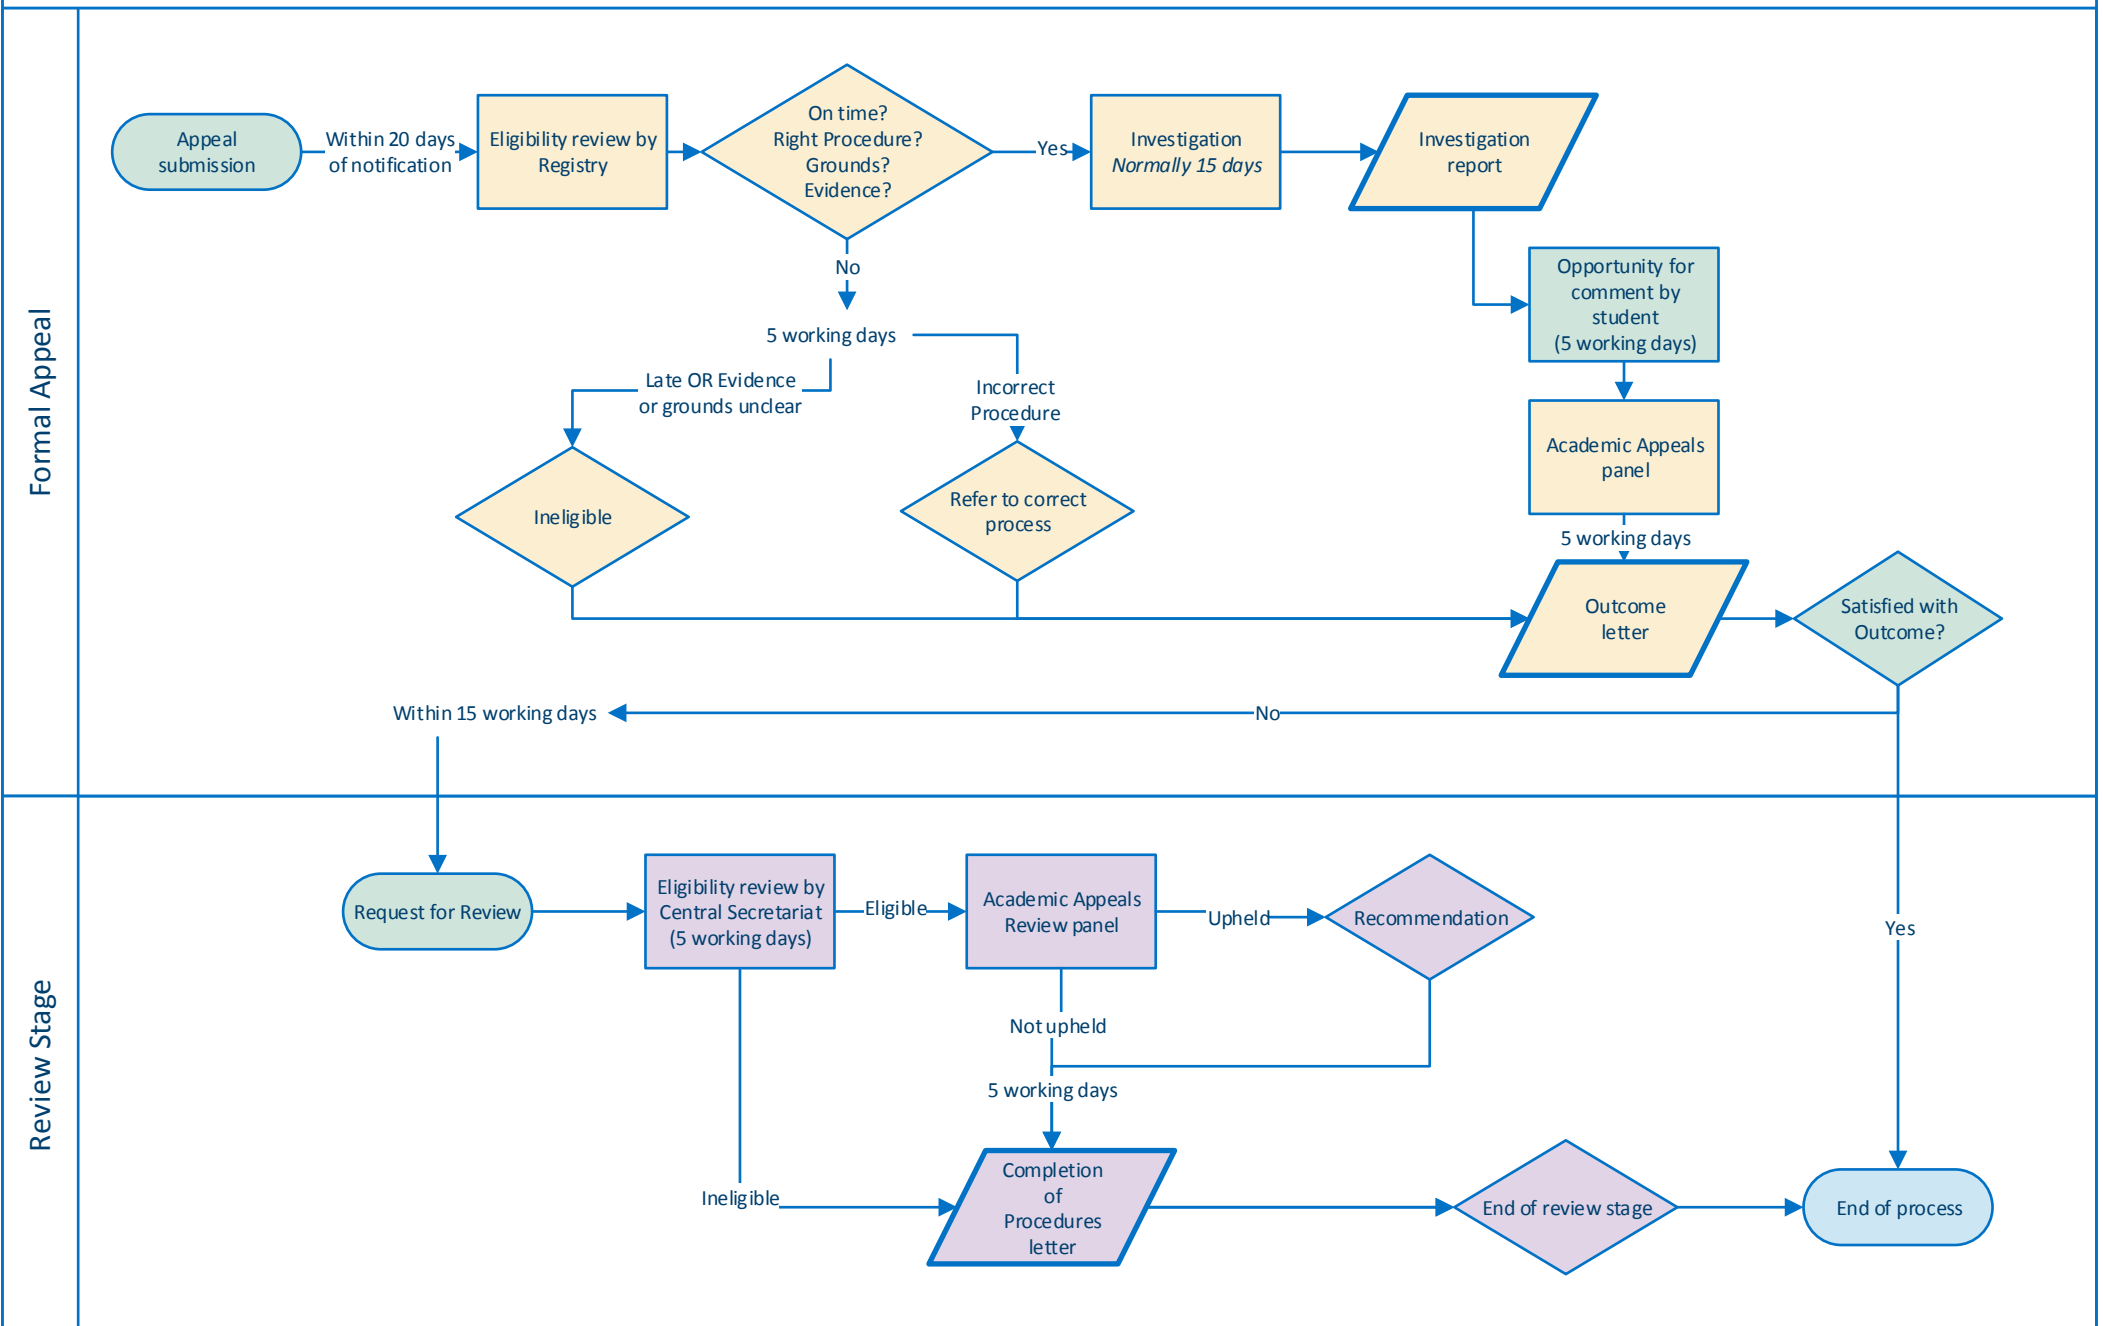 Formal Appeal
Appeal
submission
Within 20 days
of notification
Eligibility review by
Registry
On time?
Right Procedure?
Grounds?
Evidence?
Yes
Investigation
Normally 15 days
Investigation
report
No
5 working days
Late OR Evidence
or grounds unclear
Incorrect
Procedure
Ineligible
Refer to correct
process
Opportunity for
comment by
student
(5 working days)
Academic Appeals
panel
5 working days
Outcome
letter
Satisfied with
Outcome?
No
Within 15 working days
Yes
Review Stage
Request for Review
Eligibility review by
Central Secretariat
(5 working days)
Eligible
Academic Appeals
Review panel
Upheld
Recommendation
Not upheld
5 working days
Ineligible
Completion
of
Procedures
letter
End of review stage
End of process